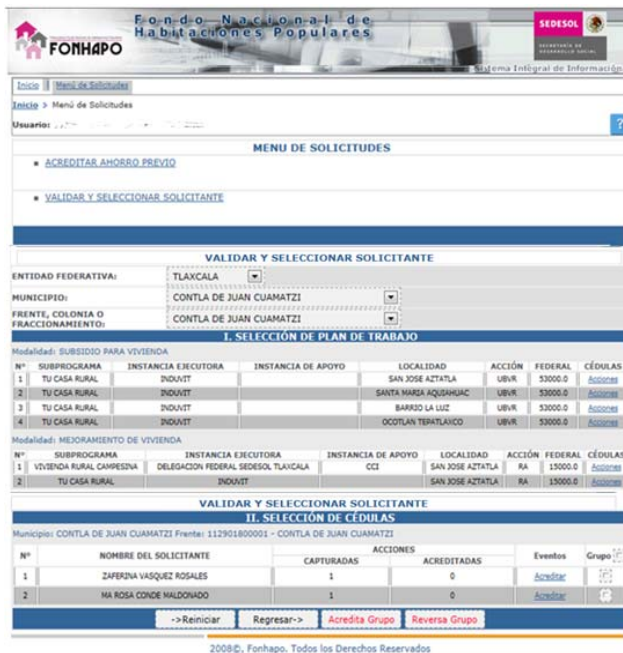 FONHAPO
Fondo Nacional de
Habitaciones Populares
SEDESOL
SECRETARÍA DE
DESARROLLO SOCIAL
Sistema Integral de Información
Inicio Menú de Solicitudes
Inicio > Menú de Solicitudes
Usuario:
?
MENU DE SOLICITUDES
ACREDITAR AHORRO PREVIO
VALIDAR Y SELECCIONAR SOLICITANTE
VALIDAR Y SELECCIONAR SOLICITANTE
ENTIDAD FEDERATIVA: TLAXCALA
MUNICIPIO: CONTLA DE JUAN CUAMATZI
FRENTE, COLONIA O
FRACCIONAMIENTO: CONTLA DE JUAN CUAMATZI
I. SELECCIÓN DE PLAN DE TRABAJO
Modalidad: SUBSIDIO PARA VIVIENDA
Nº SUBPROGRAMA INSTANCIA EJECUTORA INSTANCIA DE APOYO LOCALIDAD ACCIÓN FEDERAL CÉDULAS
1 TU CASA RURAL INDUVIT SAN JOSE AZTATLA UBVR 53000.0 Acciones
2 TU CASA RURAL INDUVIT SANTA MARIA AQUIAHUAC UBVR 53000.0 Acciones
3 TU CASA RURAL INDUVIT BARRIO LA LUZ UBVR 53000.0 Acciones
4 TU CASA RURAL INDUVIT OCOTLAN TEPATLAXCO UBVR 53000.0 Acciones
Modalidad: MEJORAMIENTO DE VIVIENDA
Nº SUBPROGRAMA INSTANCIA EJECUTORA INSTANCIA DE APOYO LOCALIDAD ACCIÓN FEDERAL CÉDULAS
1 VIVIENDA RURAL CAMPESINA DELEGACION FEDERAL SEDESOL TLAXCALA CCI SAN JOSE AZTATLA RA 15000.0 Acciones
2 TU CASA RURAL INDUVIT SAN JOSE AZTATLA RA 15000.0 Acciones
VALIDAR Y SELECCIONAR SOLICITANTE
II. SELECCIÓN DE CÉDULAS
Municipio: CONTLA DE JUAN CUAMATZI Frente: 112901800001 - CONTLA DE JUAN CUAMATZI
Nº NOMBRE DEL SOLICITANTE ACCIONES Eventos Grupo
CAPTURADAS ACREDITADAS
1 ZAFERINA VASQUEZ ROSALES 1 0 Acreditar
2 MA ROSA CONDE MALDONADO 1 0 Acreditar
->Reiniciar Regresar-> Acredita Grupo Reversa Grupo
2008©. Fonhapo. Todos los Derechos Reservados